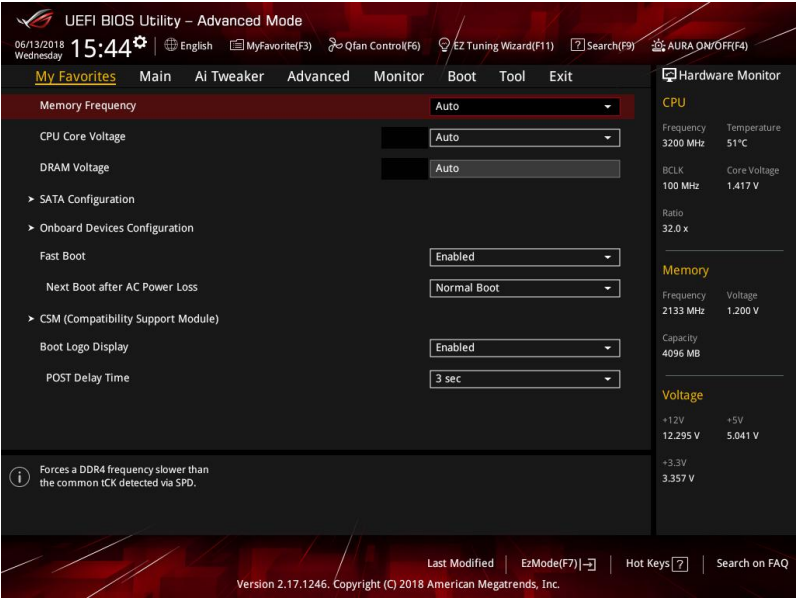 UEFI BIOS Utility – Advanced Mode
06/13/2018 Wednesday 15:44 English MyFavorite(F3) Qfan Control(F6) EZ Tuning Wizard(F11) ? Search(F9) AURA ON/OFF(F4)
My Favorites Main Ai Tweaker Advanced Monitor Boot Tool Exit
Memory Frequency Auto
CPU Core Voltage Auto
DRAM Voltage Auto
> SATA Configuration
> Onboard Devices Configuration
Fast Boot Enabled
Next Boot after AC Power Loss Normal Boot
> CSM (Compatibility Support Module)
Boot Logo Display Enabled
POST Delay Time 3 sec
i Forces a DDR4 frequency slower than
the common tCK detected via SPD.
Hardware Monitor
CPU
Frequency Temperature
3200 MHz 51°C
BCLK Core Voltage
100 MHz 1.417 V
Ratio
32.0 x
Memory
Frequency Voltage
2133 MHz 1.200 V
Capacity
4096 MB
Voltage
+12V +5V
12.295 V 5.041 V
+3.3V
3.357 V
Last Modified EzMode(F7) Hot Keys ? Search on FAQ
Version 2.17.1246. Copyright (C) 2018 American Megatrends, Inc.